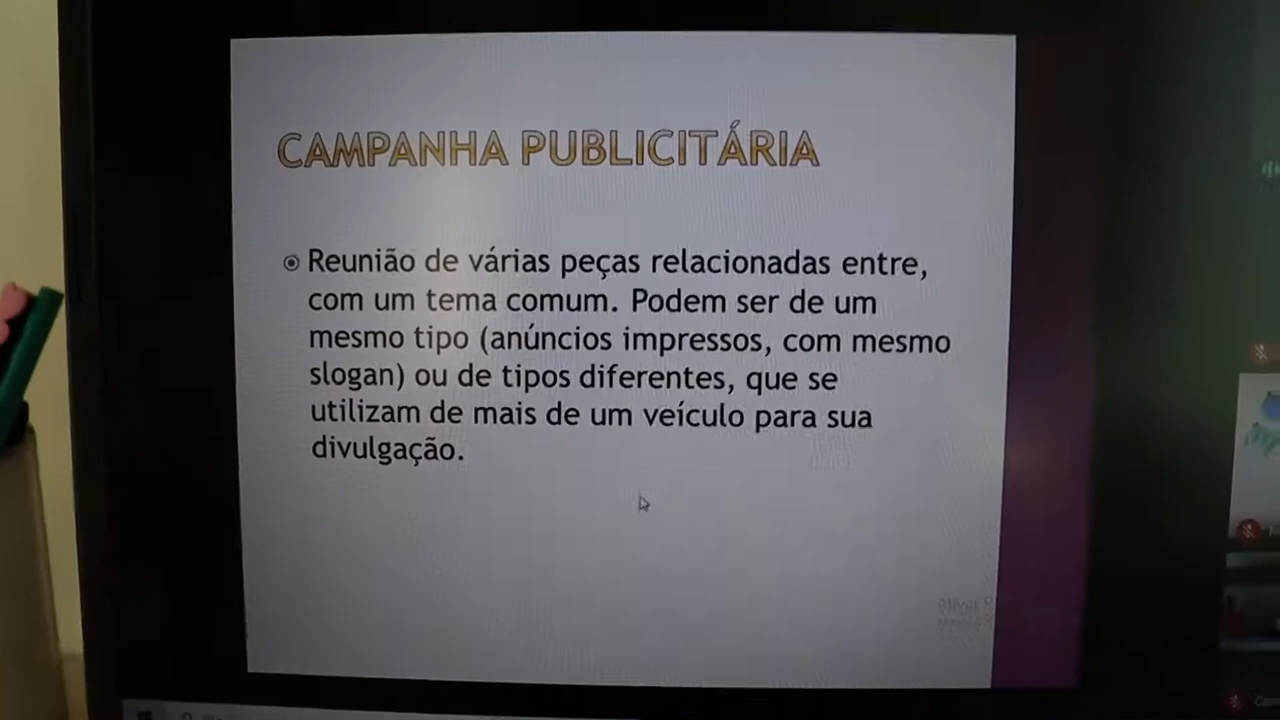 CAMPANHA PUBLICITÁRIA
Reunião de várias peças relacionadas entre,
com um tema comum. Podem ser de um
mesmo tipo (anúncios impressos, com mesmo
slogan) ou de tipos diferentes, que se
utilizam de mais de um veículo para sua
divulgação.